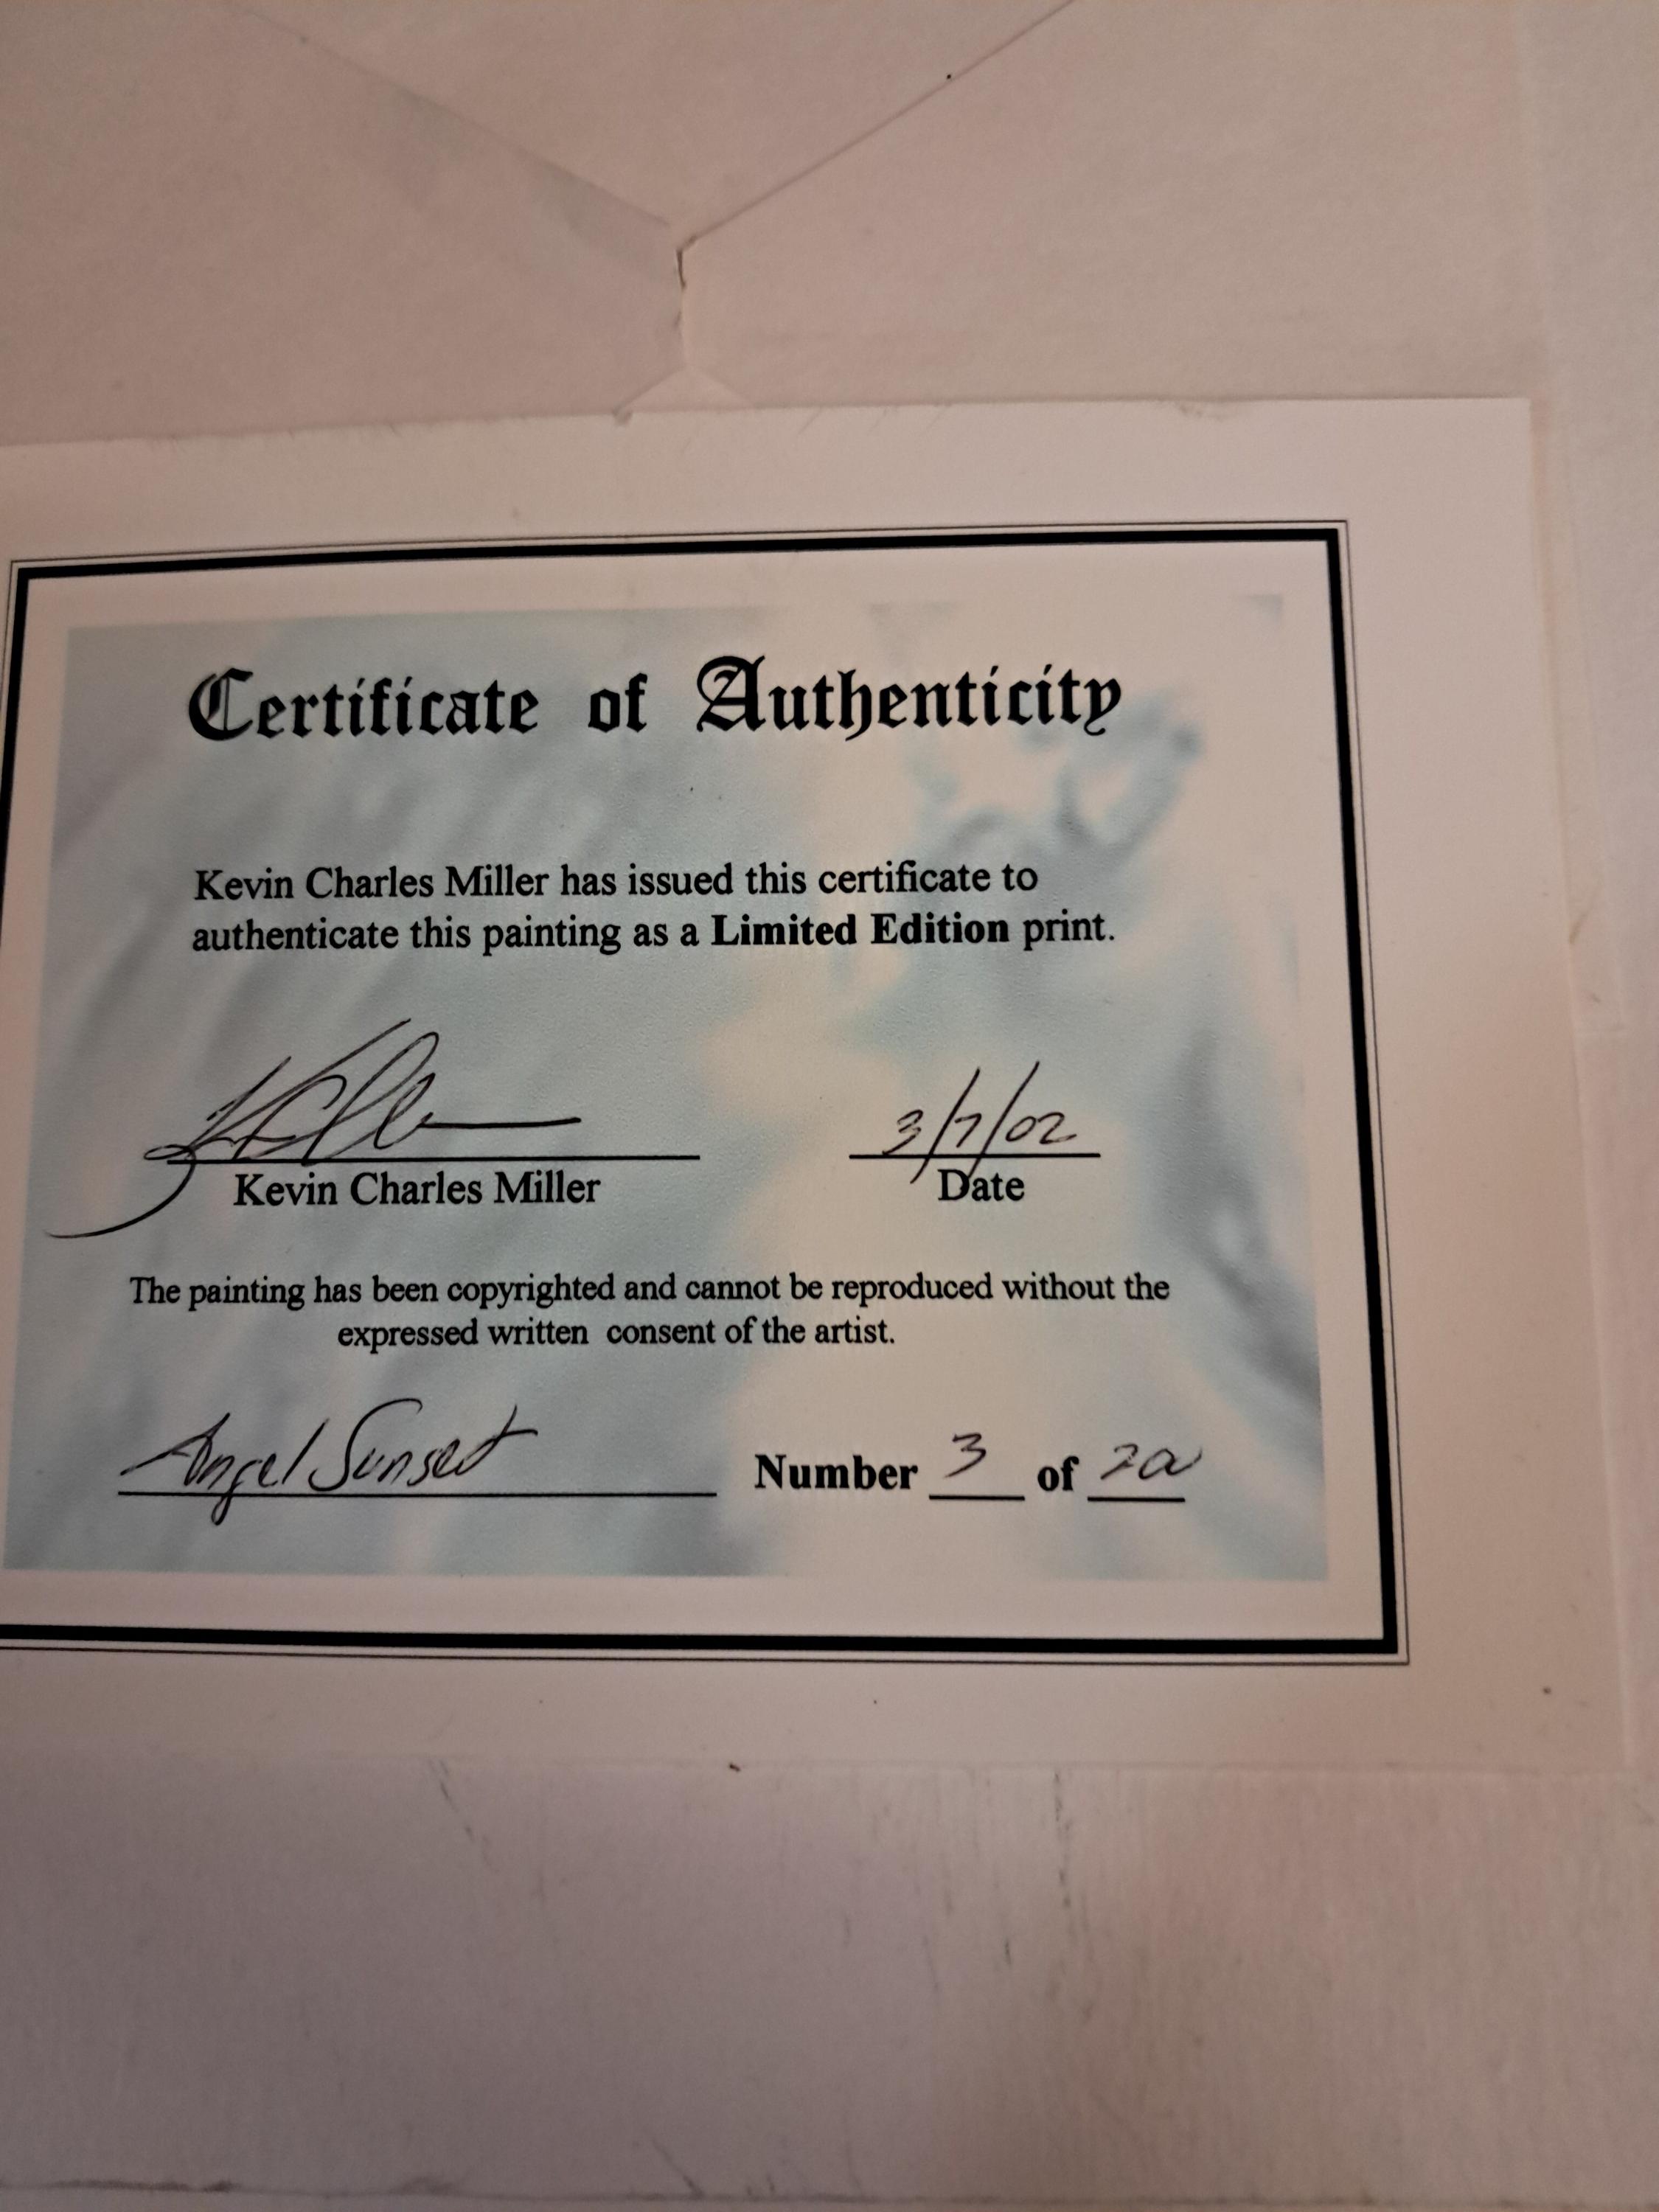 Certificate of Authenticity
Kevin Charles Miller has issued this certificate to
authenticate this painting as a Limited Edition print.
3/7/02
Kevin Charles Miller Date
The painting has been copyrighted and cannot be reproduced without the
expressed written consent of the artist.
Angel Sunset Number 3 of